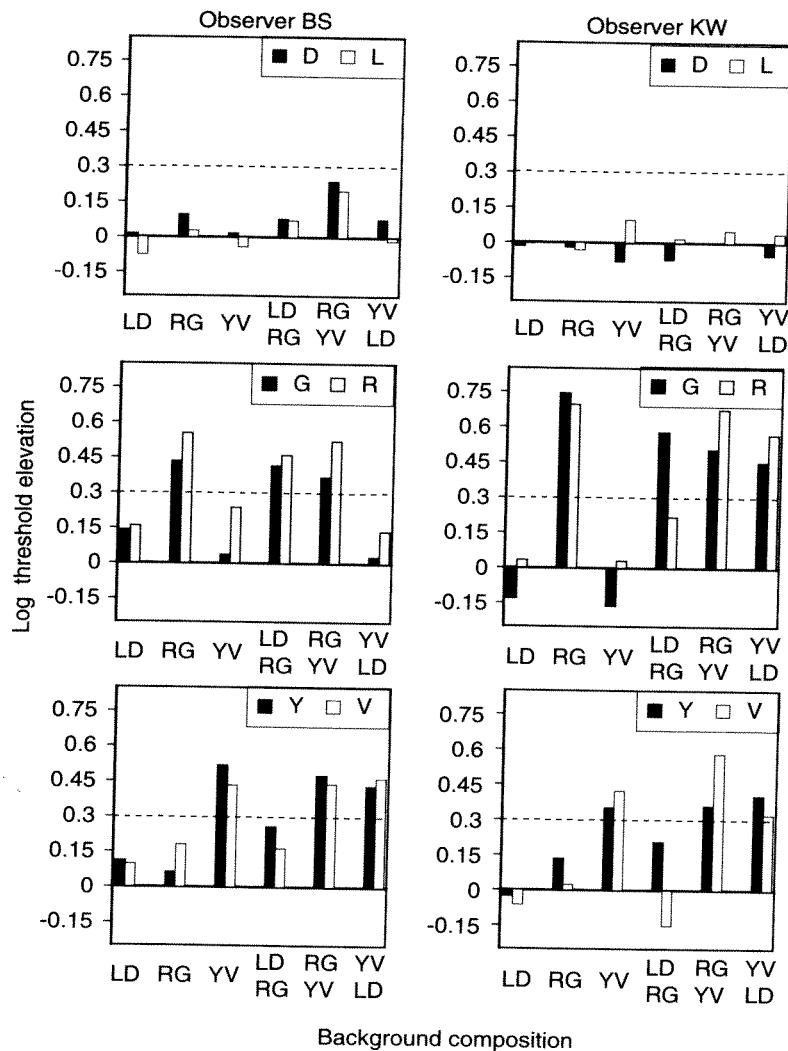 Observer BS
Observer KW
D L
0.75
0.6
0.45
0.3
0.15
0
-0.15
LD RG YV LD RG YV
RG YV LD
D L
0.75
0.6
0.45
0.3
0.15
0
-0.15
LD RG YV LD RG YV
RG YV LD
Log threshold elevation
G R
0.75
0.6
0.45
0.3
0.15
0
-0.15
LD RG YV LD RG YV
RG YV LD
G R
0.75
0.6
0.45
0.3
0.15
0
-0.15
LD RG YV LD RG YV
RG YV LD
Y V
0.75
0.6
0.45
0.3
0.15
0
-0.15
LD RG YV LD RG YV
RG YV LD
Y V
0.75
0.6
0.45
0.3
0.15
0
-0.15
LD RG YV LD RG YV
RG YV LD
Background composition